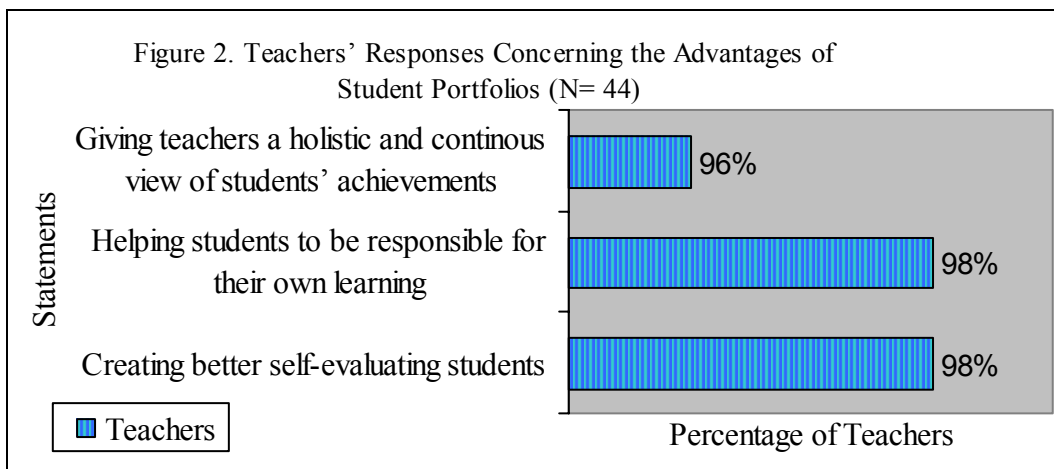 Figure 2. Teachers’ Responses Concerning the Advantages of
Student Portfolios (N= 44)
Giving teachers a holistic and continous
view of students’ achievements
96%
Helping students to be responsible for
their own learning
98%
Creating better self-evaluating students
98%
Statements
Teachers
Percentage of Teachers